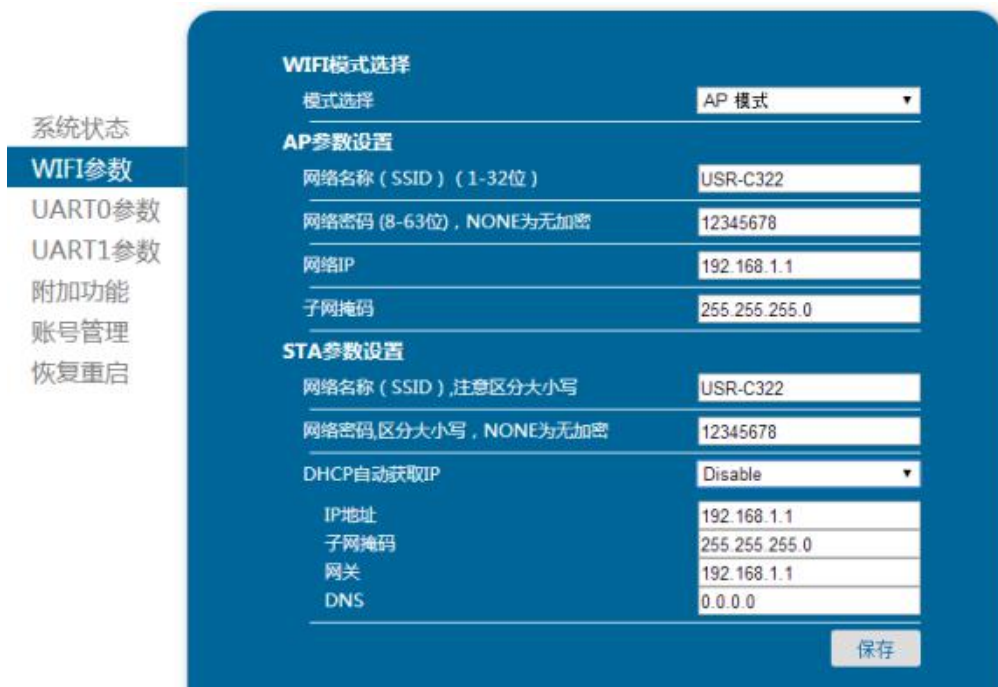 系统状态
WIFI参数
UART0参数
UART1参数
附加功能
账号管理
恢复重启
WIFI模式选择
模式选择 AP 模式
AP参数设置
网络名称（SSID）（1-32位） USR-C322
网络密码 (8-63位)，NONE为无加密 12345678
网络IP 192.168.1.1
子网掩码 255.255.255.0
STA参数设置
网络名称（SSID）,注意区分大小写 USR-C322
网络密码,区分大小写，NONE为无加密 12345678
DHCP自动获取IP Disable
IP地址 192.168.1.1
子网掩码 255.255.255.0
网关 192.168.1.1
DNS 0.0.0.0
保存